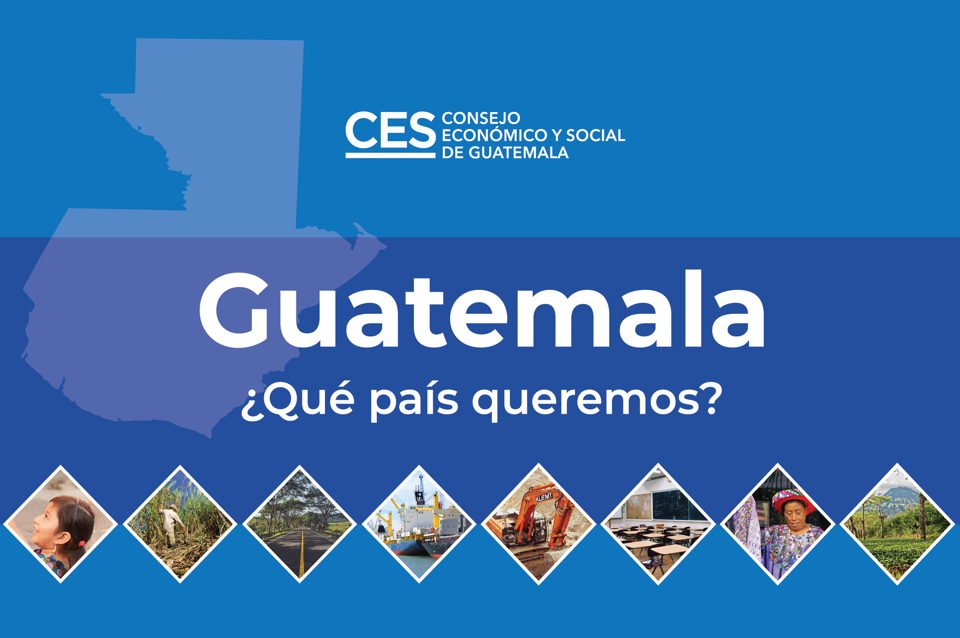 CES
CONSEJO
ECONÓMICO Y SOCIAL
DE GUATEMALA
Guatemala
¿Qué país queremos?